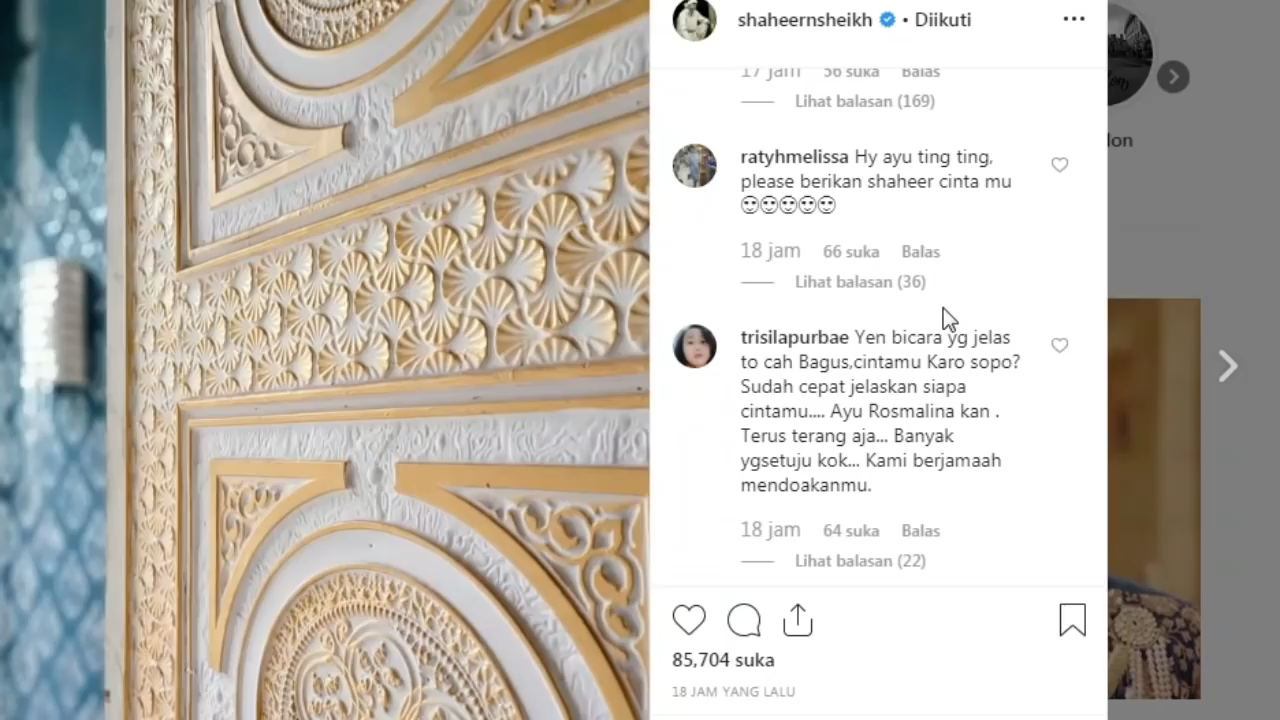 shaheernsheikh • Diikuti
17 jam 56 suka Balas
Lihat balasan (169)
ratyhmelissa Hy ayu ting ting,
please berikan shaheer cinta mu
😍😍😍😍😍
18 jam 66 suka Balas
Lihat balasan (36)
trisilapurbae Yen bicara yg jelas
to cah Bagus,cintamu Karo sopo?
Sudah cepat jelaskan siapa
cintamu.... Ayu Rosmalina kan .
Terus terang aja... Banyak
ygsetuju kok... Kami berjamaah
mendoakanmu.
18 jam 64 suka Balas
Lihat balasan (22)
85,704 suka
18 JAM YANG LALU